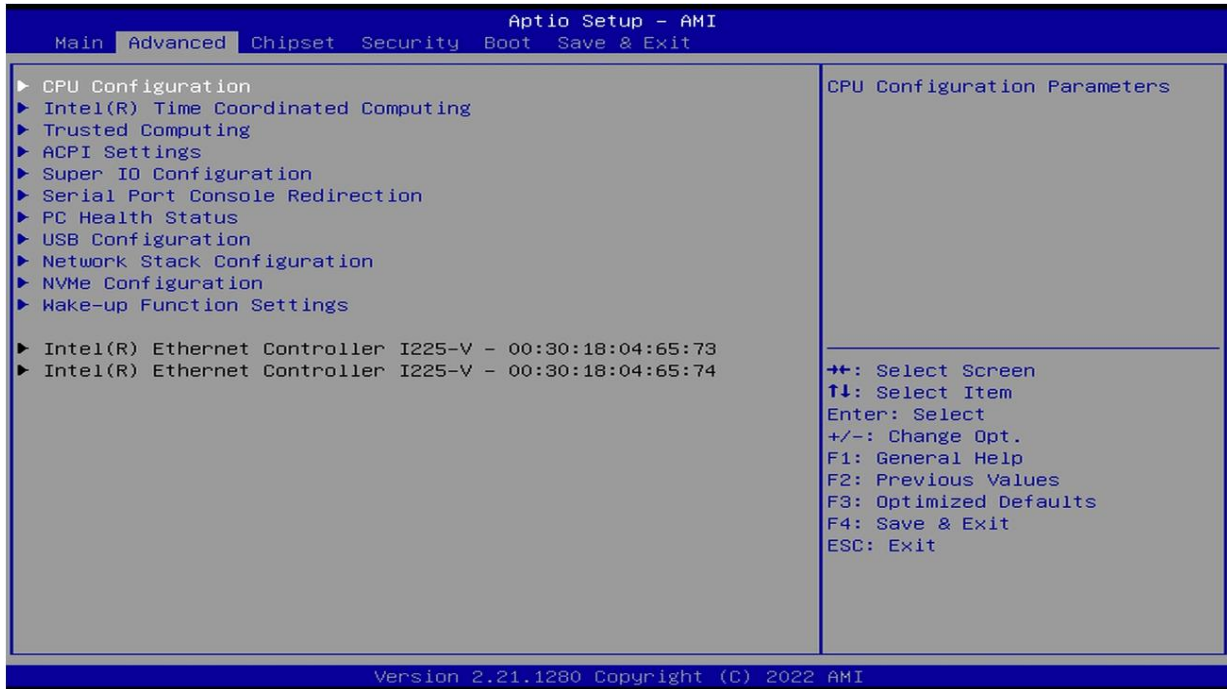 Aptio Setup – AMI
Main Advanced Chipset Security Boot Save & Exit
▶ CPU Configuration
▶ Intel(R) Time Coordinated Computing
▶ Trusted Computing
▶ ACPI Settings
▶ Super IO Configuration
▶ Serial Port Console Redirection
▶ PC Health Status
▶ USB Configuration
▶ Network Stack Configuration
▶ NVMe Configuration
▶ Wake-up Function Settings
▶ Intel(R) Ethernet Controller I225-V – 00:30:18:04:65:73
▶ Intel(R) Ethernet Controller I225-V – 00:30:18:04:65:74
CPU Configuration Parameters
→←: Select Screen
↑↓: Select Item
Enter: Select
+/-: Change Opt.
F1: General Help
F2: Previous Values
F3: Optimized Defaults
F4: Save & Exit
ESC: Exit
Version 2.21.1280 Copyright (C) 2022 AMI